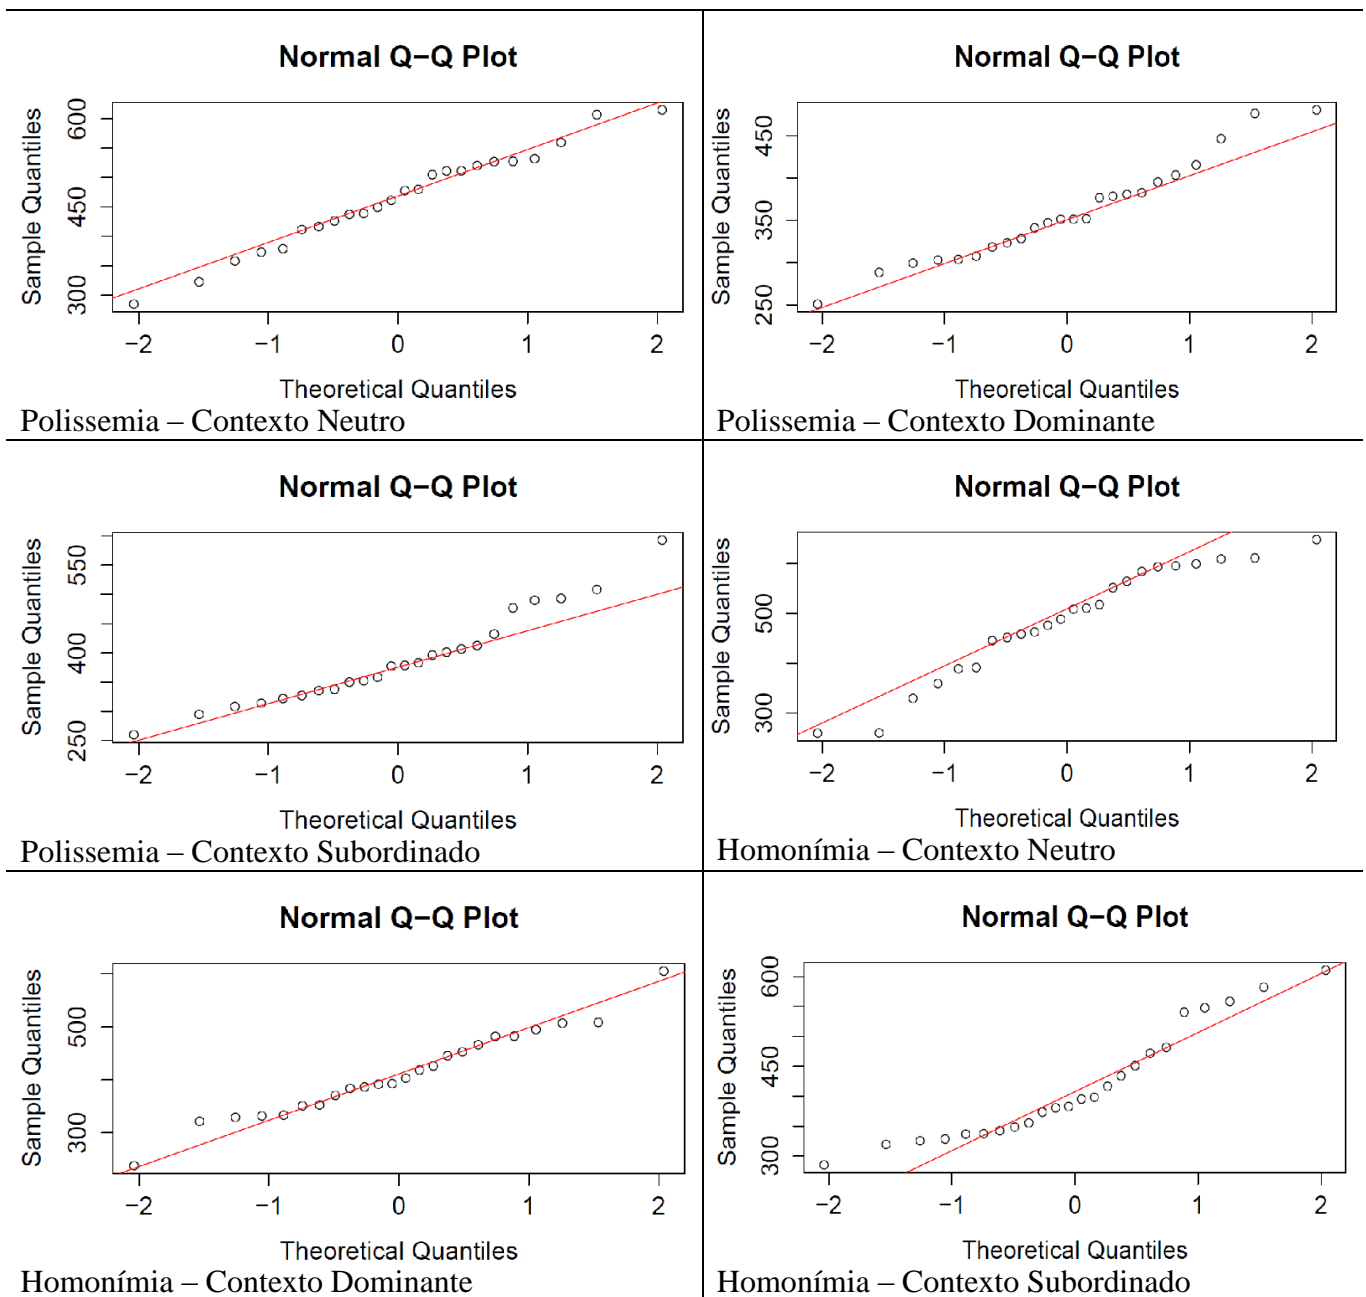 Normal Q−Q Plot
Sample Quantiles
600
450
300
−2 −1 0 1 2
Theoretical Quantiles
Polissemia – Contexto Neutro
Normal Q−Q Plot
Sample Quantiles
450
350
250
−2 −1 0 1 2
Theoretical Quantiles
Polissemia – Contexto Dominante
Normal Q−Q Plot
Sample Quantiles
550
400
250
−2 −1 0 1 2
Theoretical Quantiles
Polissemia – Contexto Subordinado
Normal Q−Q Plot
Sample Quantiles
500
300
−2 −1 0 1 2
Theoretical Quantiles
Homonímia – Contexto Neutro
Normal Q−Q Plot
Sample Quantiles
500
300
−2 −1 0 1 2
Theoretical Quantiles
Homonímia – Contexto Dominante
Normal Q−Q Plot
Sample Quantiles
600
450
300
−2 −1 0 1 2
Theoretical Quantiles
Homonímia – Contexto Subordinado